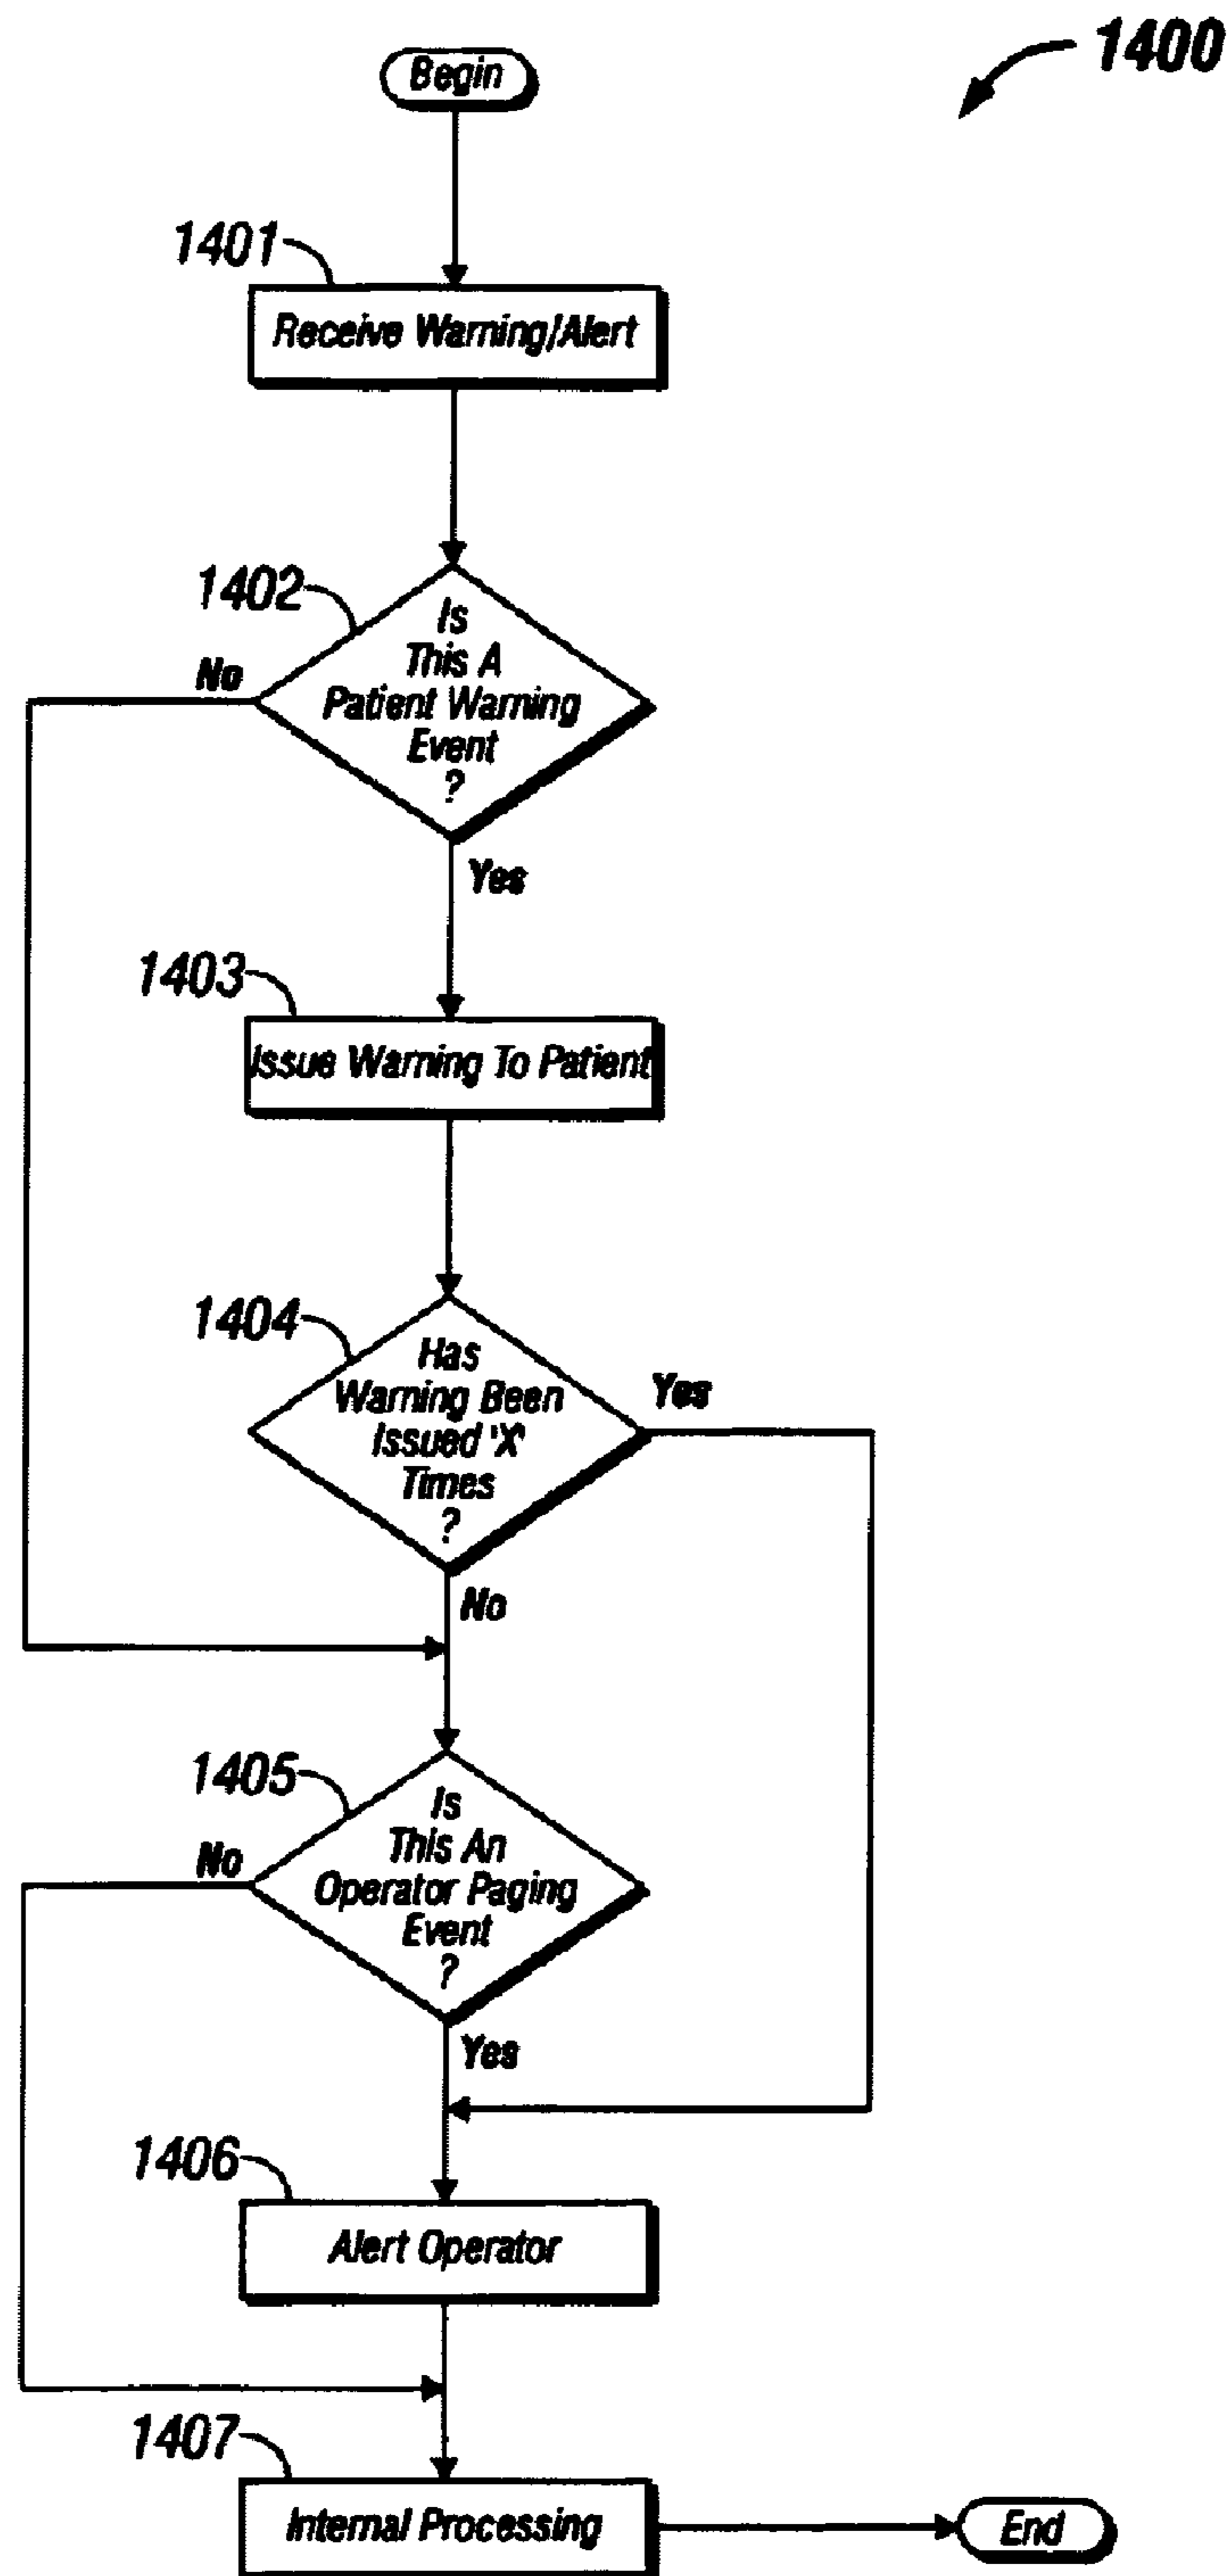 1400
Begin
1401
Receive Warning/Alert
1402
Is
This A
Patient Warning
Event
?
No
Yes
1403
Issue Warning To Patient
1404
Has
Warning Been
Issued 'X'
Times
?
Yes
No
1405
Is
This An
Operator Paging
Event
?
No
Yes
1406
Alert Operator
1407
Internal Processing
End